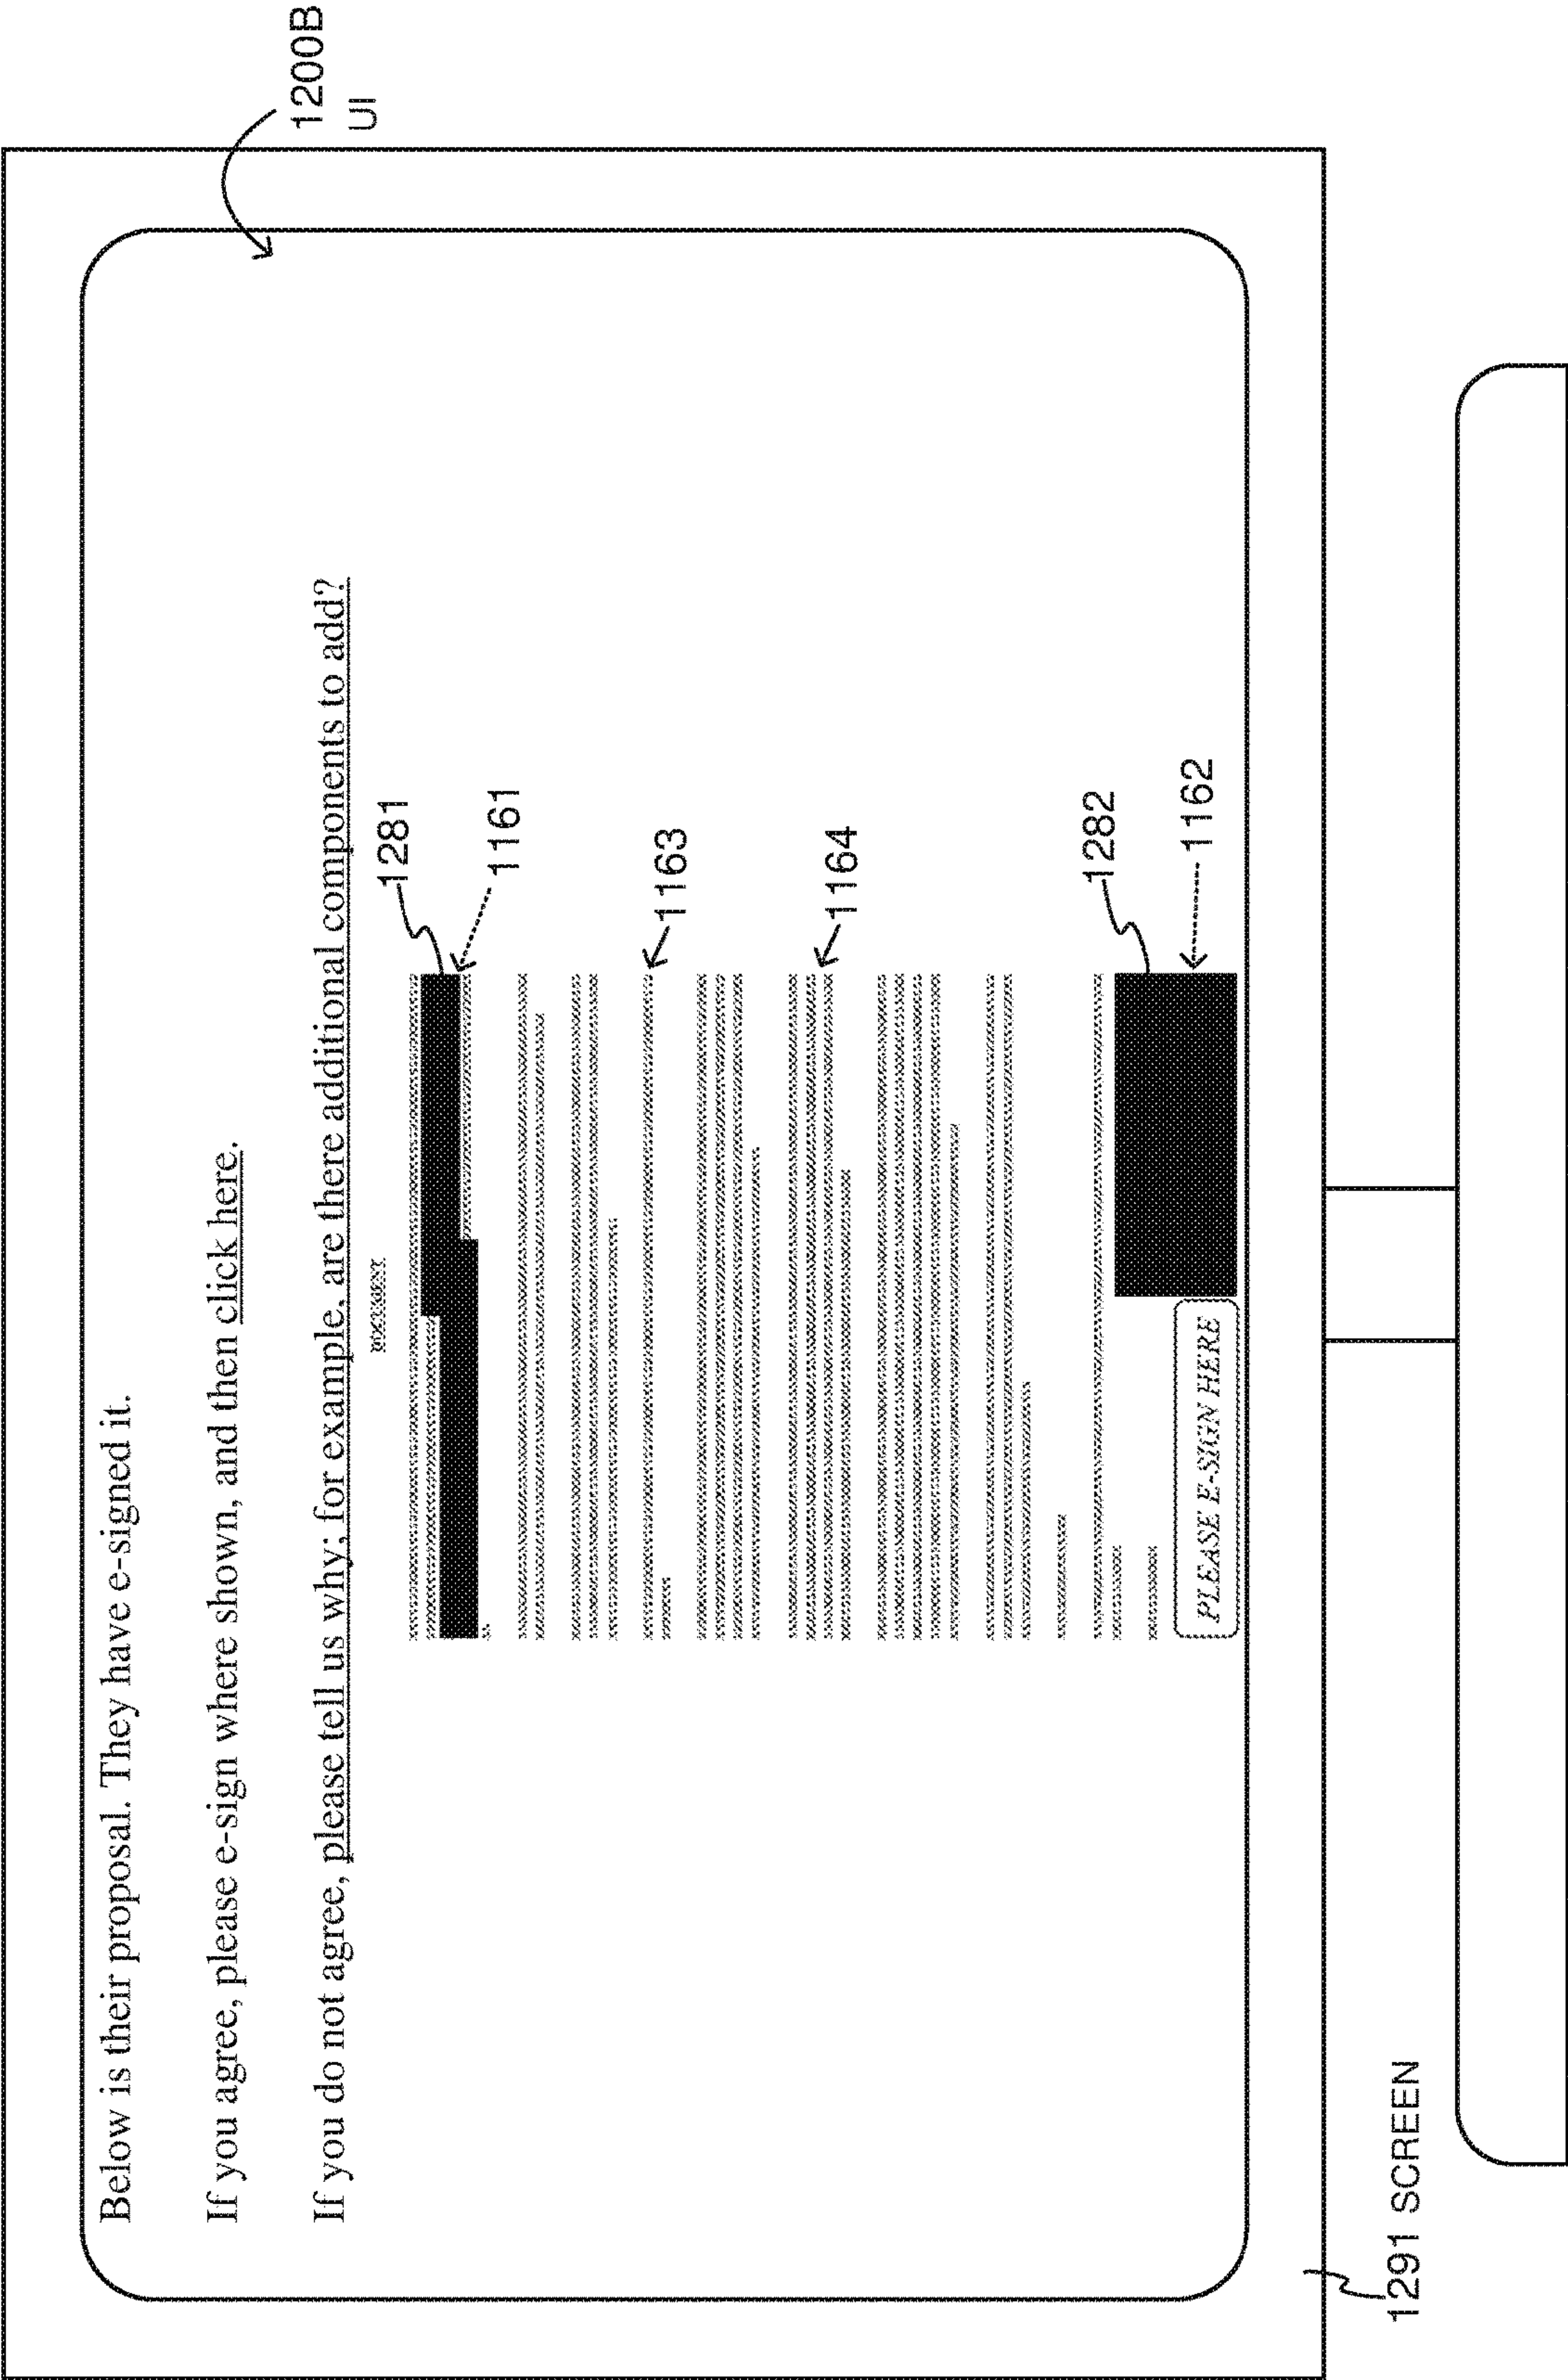 1200B
UI
Below is their proposal. They have e-signed it.
If you agree, please e-sign where shown, and then click here.
If you do not agree, please tell us why; for example, are there additional components to add?
1281
1161
1163
1164
1282
1162
PLEASE E-SIGN HERE
1291 SCREEN